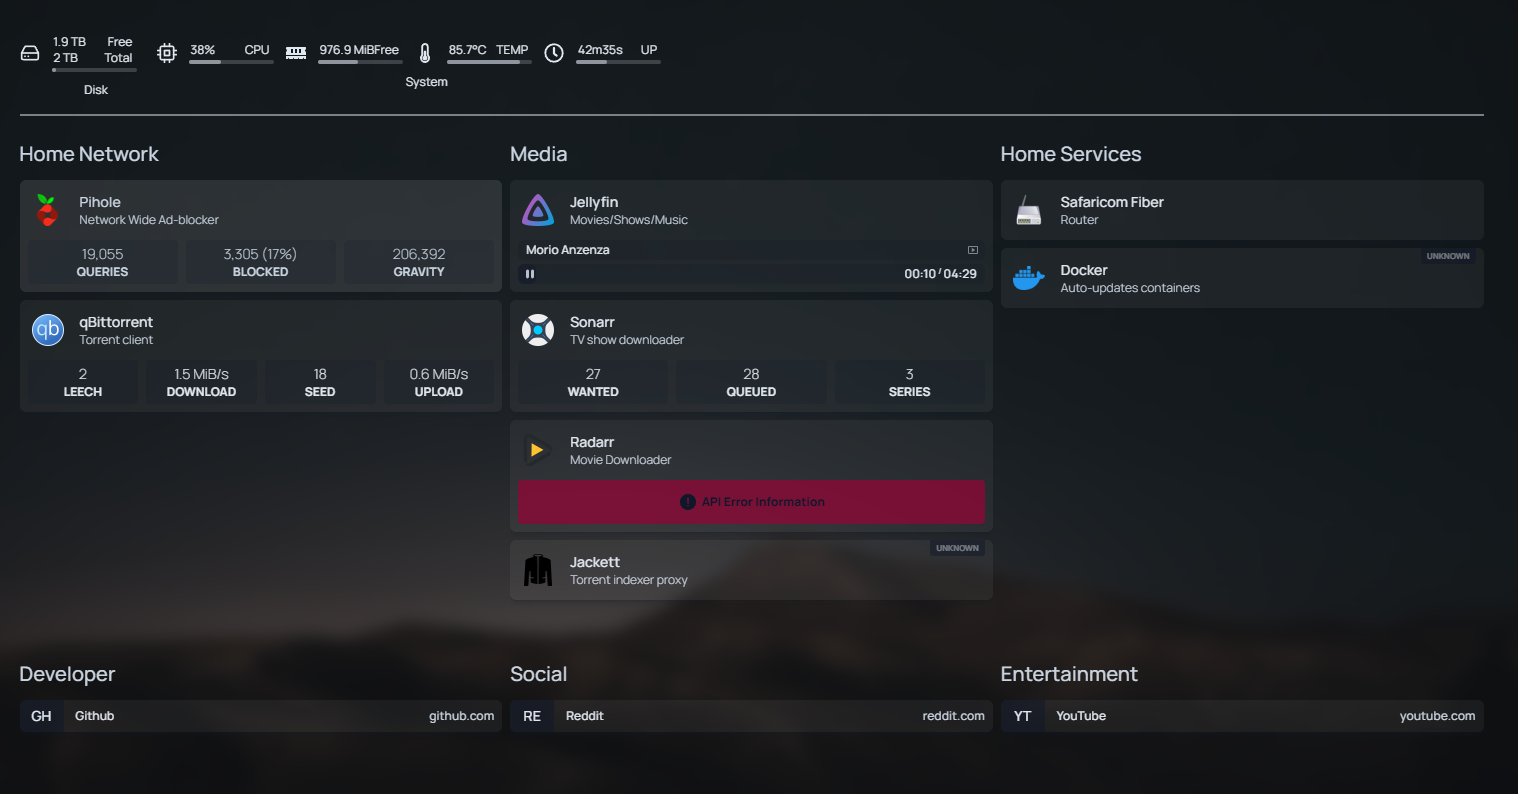 1.9 TB Free
2 TB Total
Disk
38% CPU
976.9 MiB Free
85.7°C TEMP
42m35s UP
System
Home Network
Pihole
Network Wide Ad-blocker
19,055 3,305 (17%) 206,392
QUERIES BLOCKED GRAVITY
qBittorrent
Torrent client
2 1.5 MiB/s 18 0.6 MiB/s
LEECH DOWNLOAD SEED UPLOAD
Media
Jellyfin
Movies/Shows/Music
Morio Anzenza
00:10/04:29
Sonarr
TV show downloader
27 28 3
WANTED QUEUED SERIES
Radarr
Movie Downloader
API Error Information
UNKNOWN
Jackett
Torrent indexer proxy
Home Services
Safaricom Fiber
Router
UNKNOWN
Docker
Auto-updates containers
Developer
GH Github github.com
Social
RE Reddit reddit.com
Entertainment
YT YouTube youtube.com